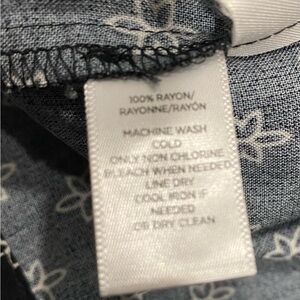 100% RAYON/
RAYONNE/RAYÓN
MACHINE WASH
COLD
ONLY NON CHLORINE
BLEACH WHEN NEEDED
LINE DRY
COOL IRON IF
NEEDED
OR DRY CLEAN